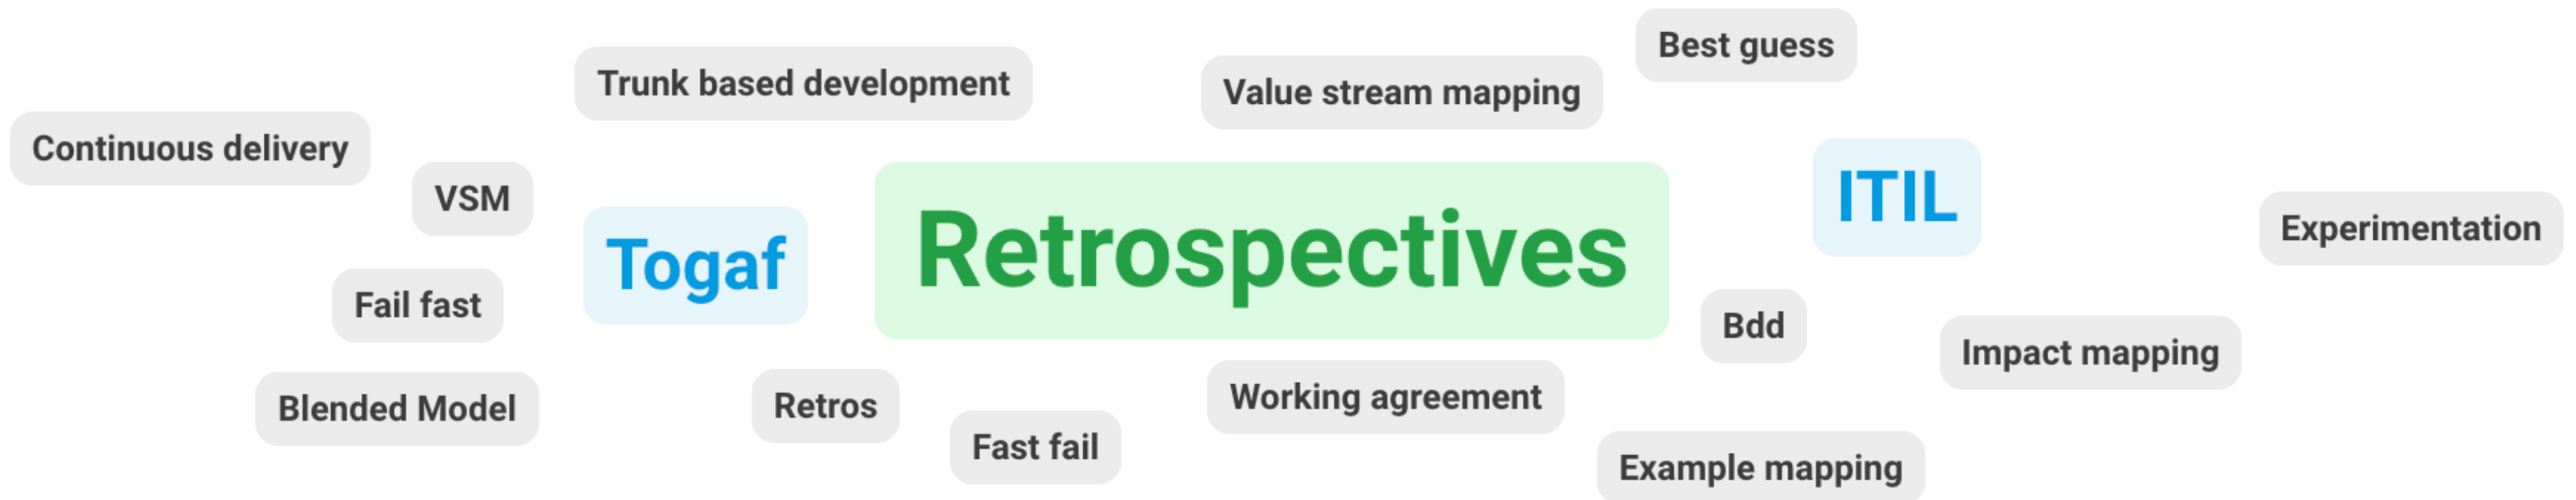 Best guess
Trunk based development
Value stream mapping
Continuous delivery
VSM
ITIL
Experimentation
Togaf
Retrospectives
Fail fast
Bdd
Impact mapping
Blended Model
Retros
Working agreement
Fast fail
Example mapping